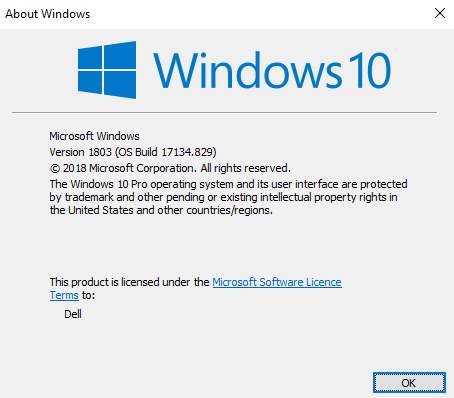 About Windows
Windows 10
Microsoft Windows
Version 1803 (OS Build 17134.829)
© 2018 Microsoft Corporation. All rights reserved.
The Windows 10 Pro operating system and its user interface are protected
by trademark and other pending or existing intellectual property rights in
the United States and other countries/regions.
This product is licensed under the Microsoft Software Licence
Terms to:
Dell
OK